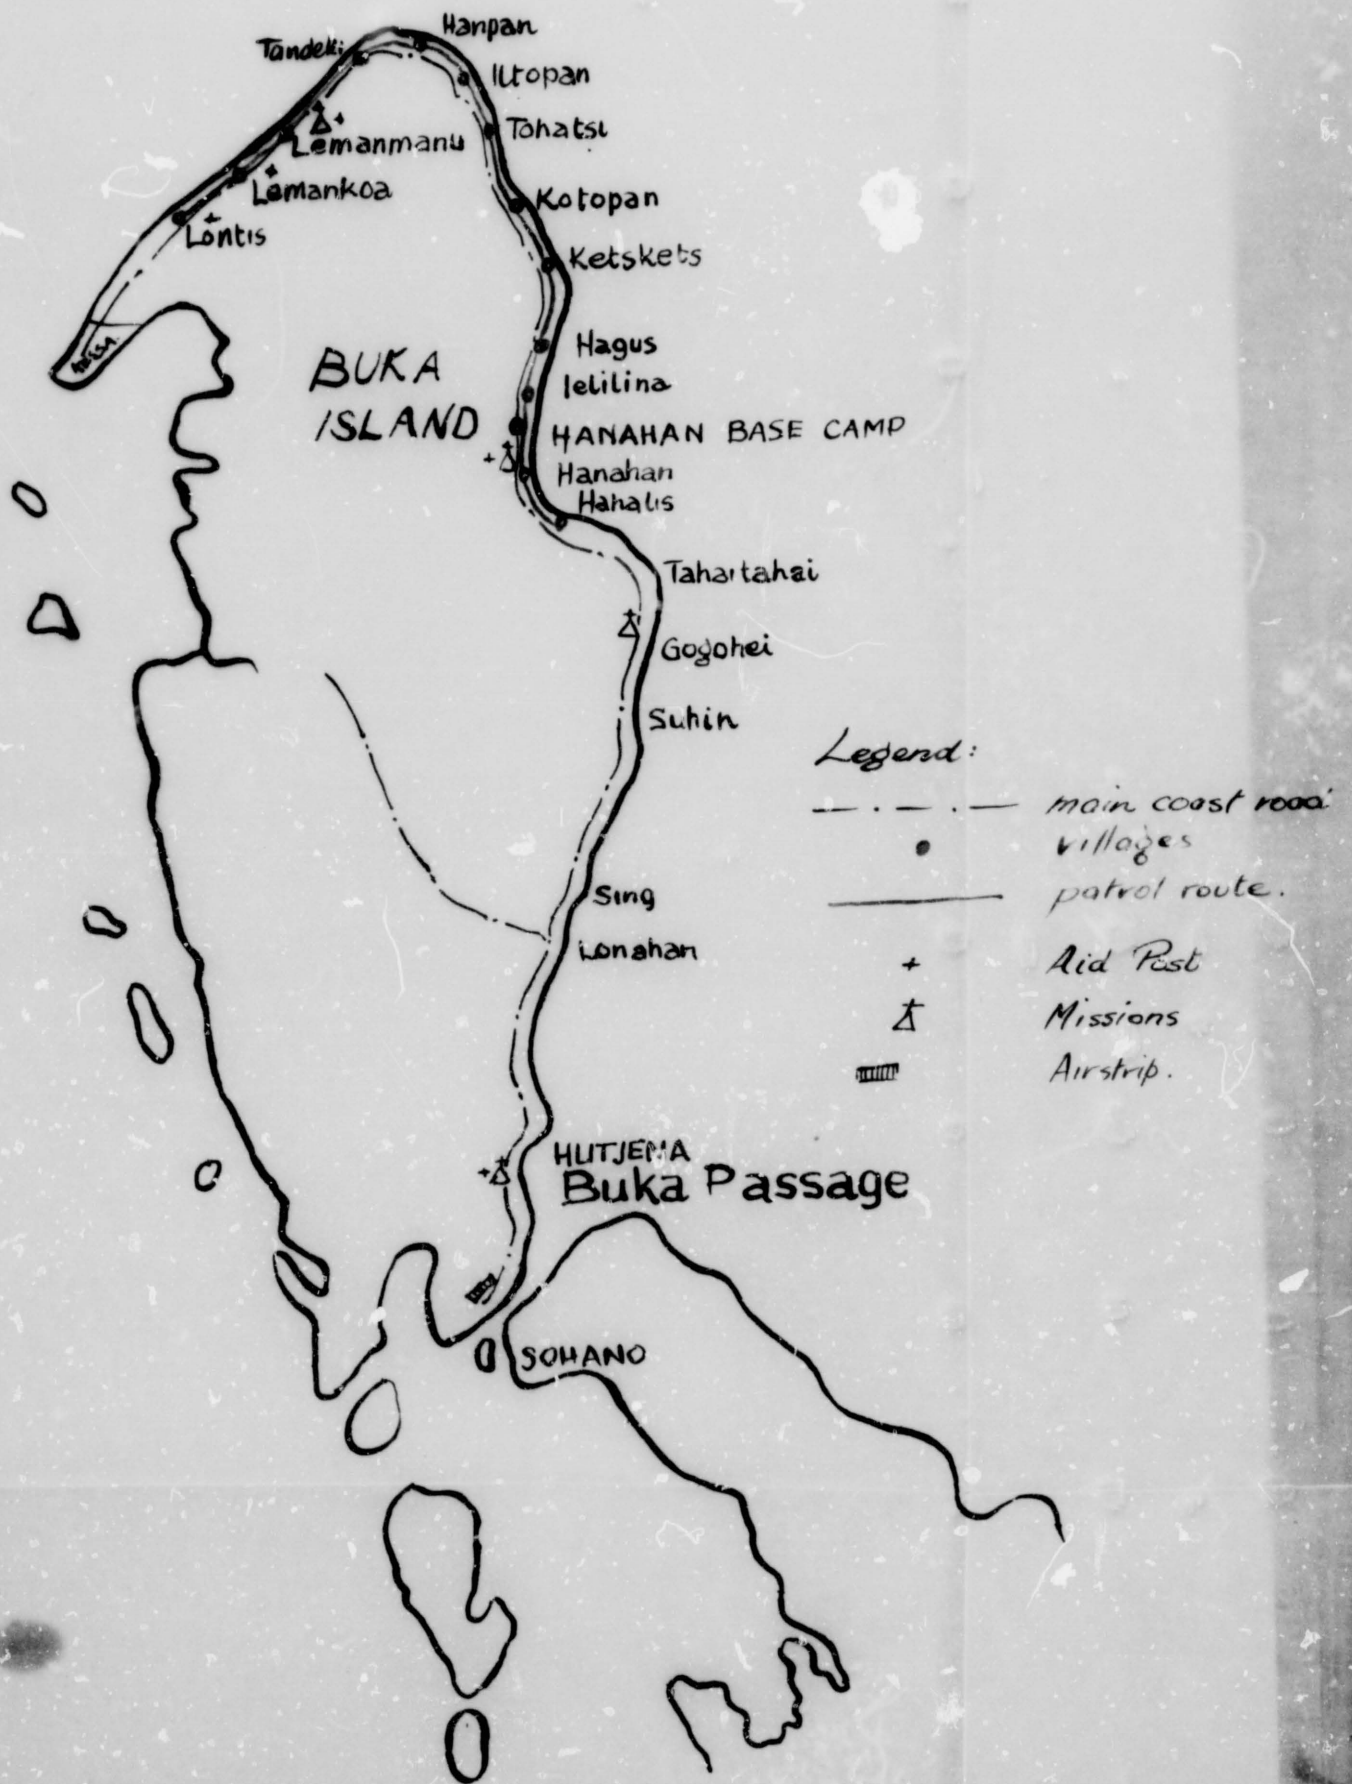 Hanpan
Tandeki
Iltopan
Tohatsi
Lemanmanu
Lemankoa
Kotopan
Lontis
Ketskets
BUKA
ISLAND
Hagus
Ielilina
HANAHAN BASE CAMP
Hanahan
Hahalis
Tahaitahai
Gogohei
Suhin
Legend:
main coast road
villages
patrol route.
Sing
Lonahan
Aid Post
Missions
Airstrip.
HUTJENA
Buka Passage
SOHANO